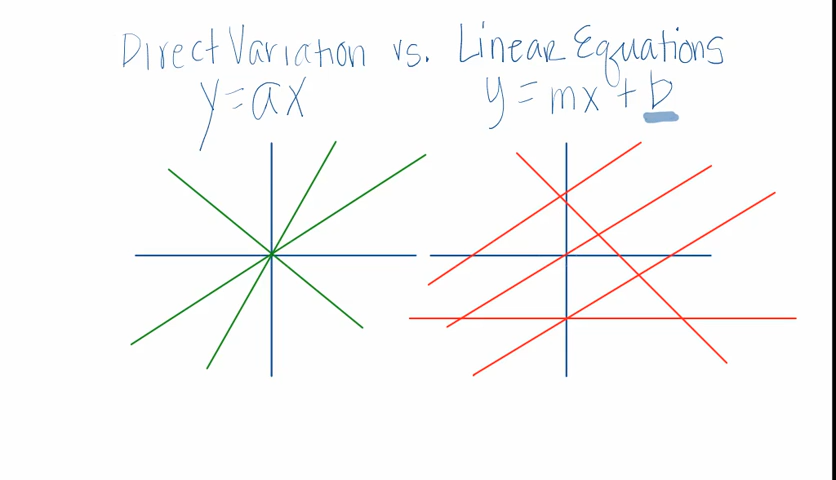 Direct Variation vs. Linear Equations
y=ax y=mx+b